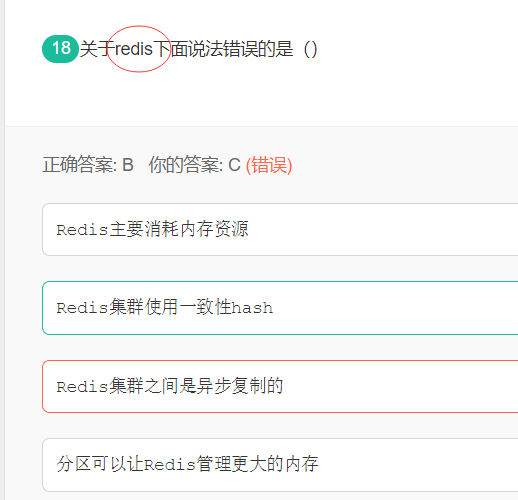 18 关于redis下面说法错误的是（）
正确答案: B 你的答案: C (错误)
Redis主要消耗内存资源
Redis集群使用一致性hash
Redis集群之间是异步复制的
分区可以让Redis管理更大的内存